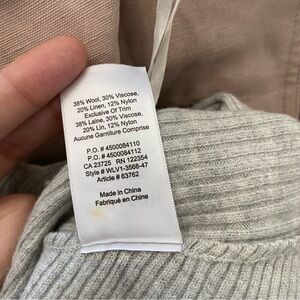 38% Wool, 30% Viscose,
20% Linen, 12% Nylon
Exclusive Of Trim
38% Laine, 30% Viscose,
20% Lin, 12% Nylon
Aucune Garniture Comprise
P.O. # 4500084110
P.O. # 4500084112
CA 23725 RN 122354
Style # WLV1-3568-47
Article # 63762
Made in China
Fabriqué en Chine